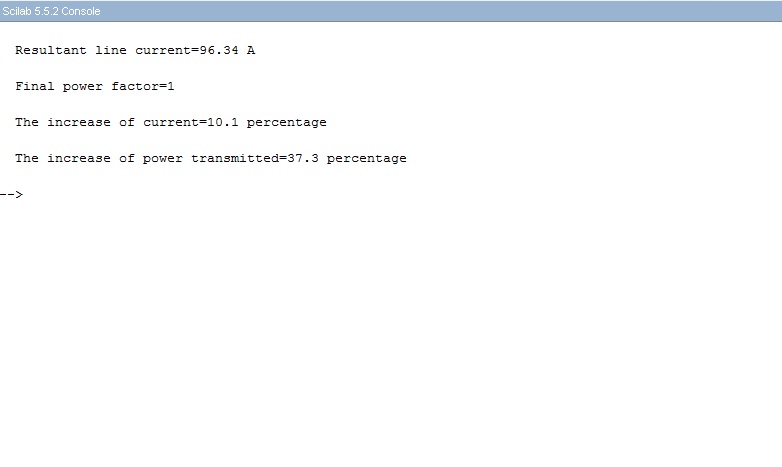 Scilab 5.5.2 Console
Resultant line current=96.34 A
Final power factor=1
The increase of current=10.1 percentage
The increase of power transmitted=37.3 percentage
-->